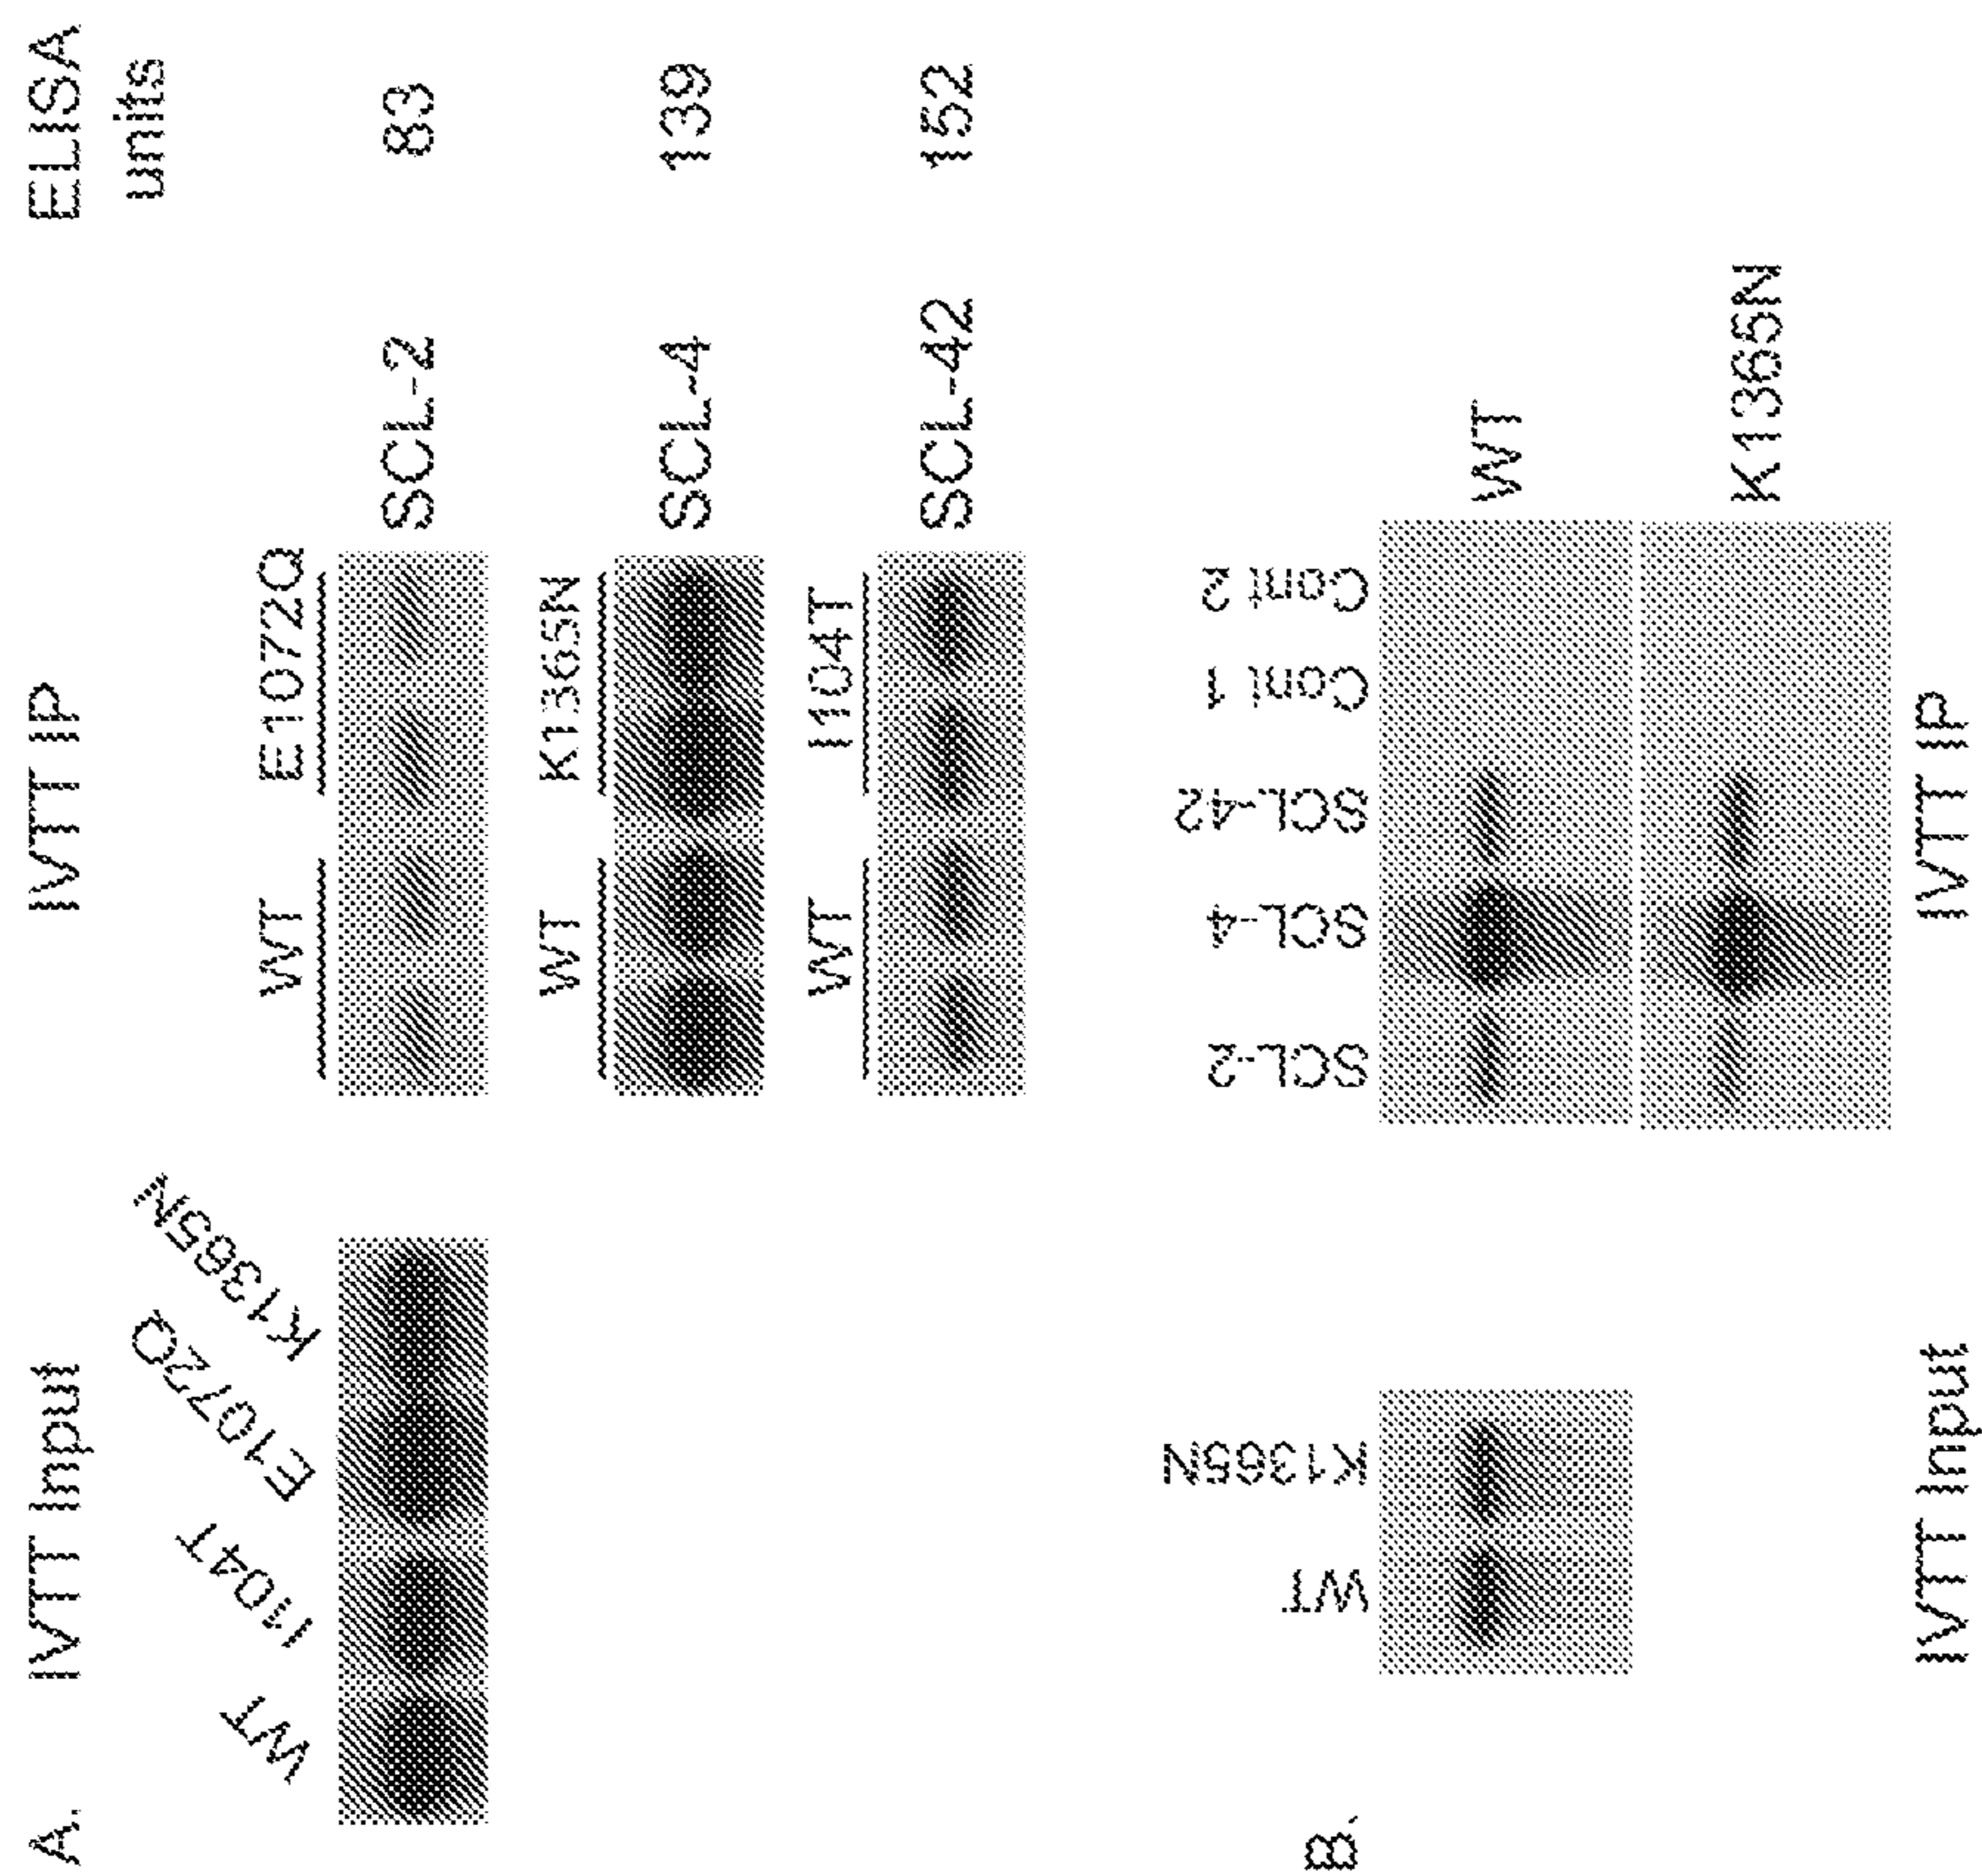 A. IVTT Input IVTT IP ELISA
units
WT I104T E1072Q K1365N
WT E1072Q
SCL-2 83
WT K1365N
SCL-4 139
WT I104T
SCL-42 152
B.
WT K1365N
SCL-2 SCL-4 SCL-42 Cont 1 Cont 2
WT
K1365N
IVTT Input IVTT IP